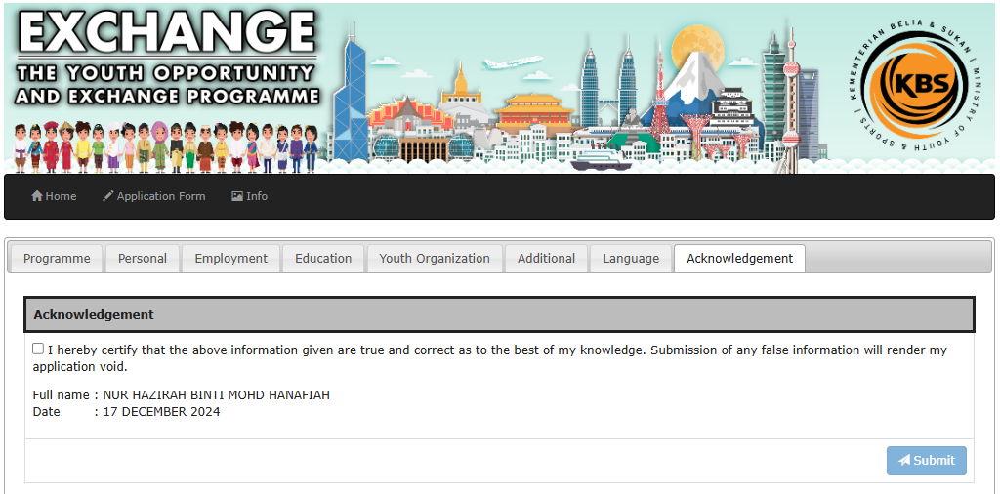 EXCHANGE
THE YOUTH OPPORTUNITY
AND EXCHANGE PROGRAMME
KEMENTERIAN BELIA & SUKAN | MINISTRY OF YOUTH & SPORTS |
KBS
Home Application Form Info
Programme Personal Employment Education Youth Organization Additional Language Acknowledgement
Acknowledgement
I hereby certify that the above information given are true and correct as to the best of my knowledge. Submission of any false information will render my
application void.
Full name : NUR HAZIRAH BINTI MOHD HANAFIAH
Date : 17 DECEMBER 2024
Submit